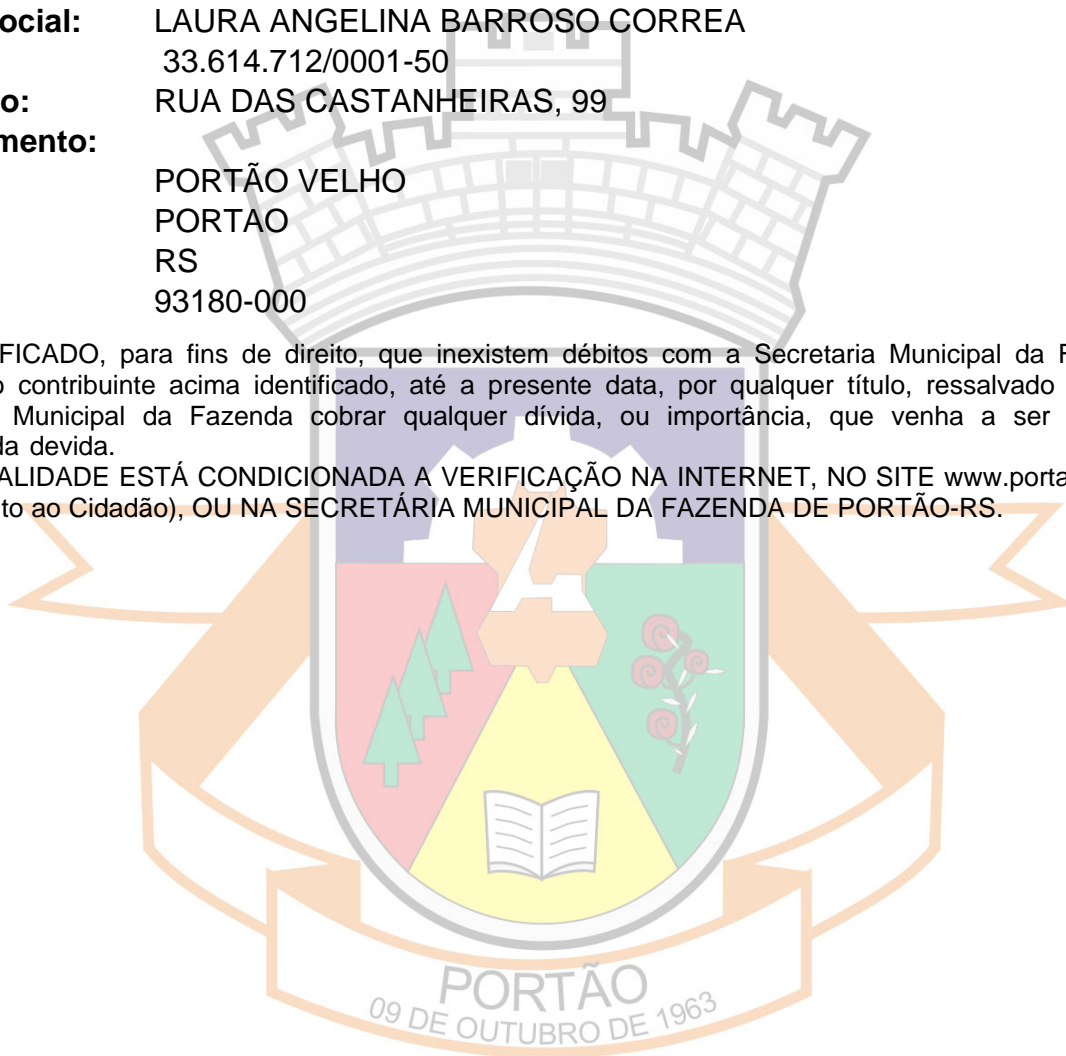 ocial: LAURA ANGELINA BARROSO CORREA
33.614.712/0001-50
o: RUA DAS CASTANHEIRAS, 99
mento:
PORTÃO VELHO
PORTAO
RS
93180-000
FICADO, para fins de direito, que inexistem débitos com a Secretaria Municipal da F
o contribuinte acima identificado, até a presente data, por qualquer título, ressalvado
Municipal da Fazenda cobrar qualquer dívida, ou importância, que venha a ser
da devida.
ALIDADE ESTÁ CONDICIONADA A VERIFICAÇÃO NA INTERNET, NO SITE www.porta
to ao Cidadão), OU NA SECRETÁRIA MUNICIPAL DA FAZENDA DE PORTÃO-RS.
PORTÃO
09 DE OUTUBRO DE 1963